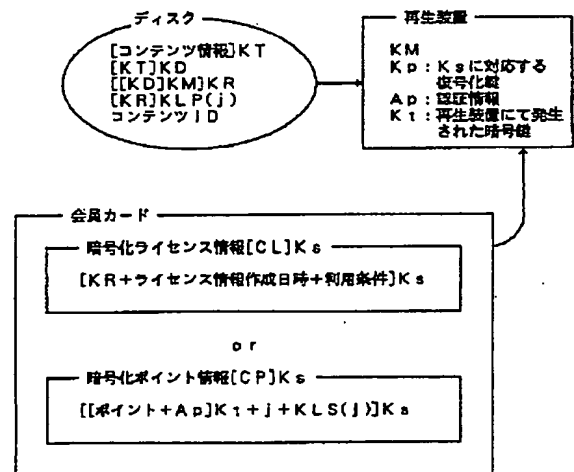 ディスク
[コンテンツ情報]KT
[KT]KD
[[KD]KM]KR
[KR]KLP(j)
コンテンツID
再生装置
KM
Kp:Ksに対応する
復号化鍵
Ap:認証情報
Kt:再生装置にて発生
された暗号鍵
会員カード
暗号化ライセンス情報[CL]Ks
[KR+ライセンス情報作成日時+利用条件]Ks
or
暗号化ポイント情報[CP]Ks
[[ポイント+Ap]Kt+j+KLS(j)]Ks